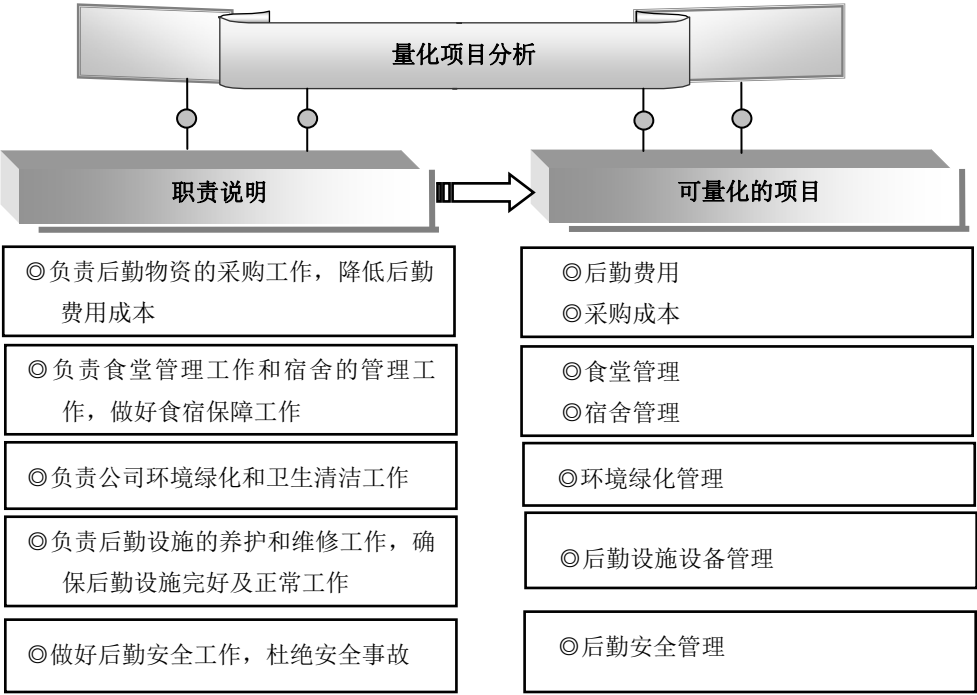 量化项目分析
职责说明
可量化的项目
◎负责后勤物资的采购工作，降低后勤
费用成本
◎后勤费用
◎采购成本
◎负责食堂管理工作和宿舍的管理工
作，做好食宿保障工作
◎食堂管理
◎宿舍管理
◎负责公司环境绿化和卫生清洁工作
◎环境绿化管理
◎负责后勤设施的养护和维修工作，确
保后勤设施完好及正常工作
◎后勤设施设备管理
◎做好后勤安全工作，杜绝安全事故
◎后勤安全管理